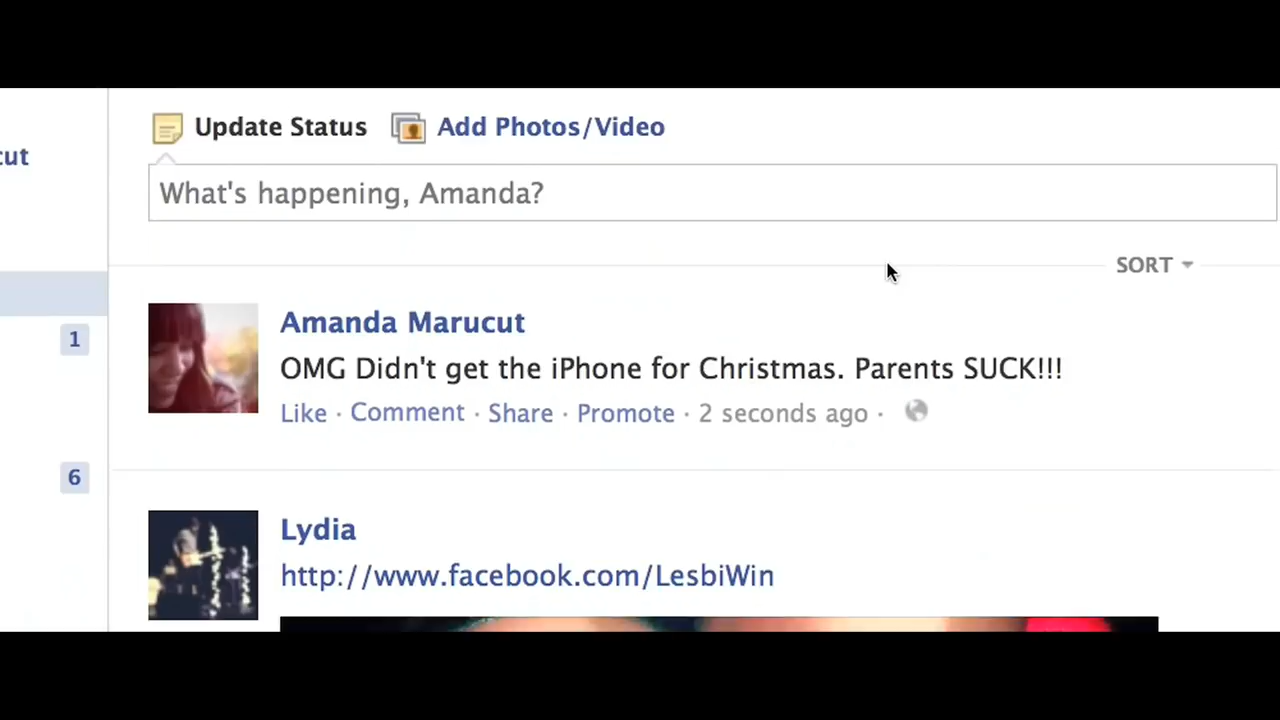 Update Status Add Photos/Video
cut
What's happening, Amanda?
SORT
Amanda Marucut
1
OMG Didn't get the iPhone for Christmas. Parents SUCK!!!
Like · Comment · Share · Promote · 2 seconds ago ·
6
Lydia
http://www.facebook.com/LesbiWin